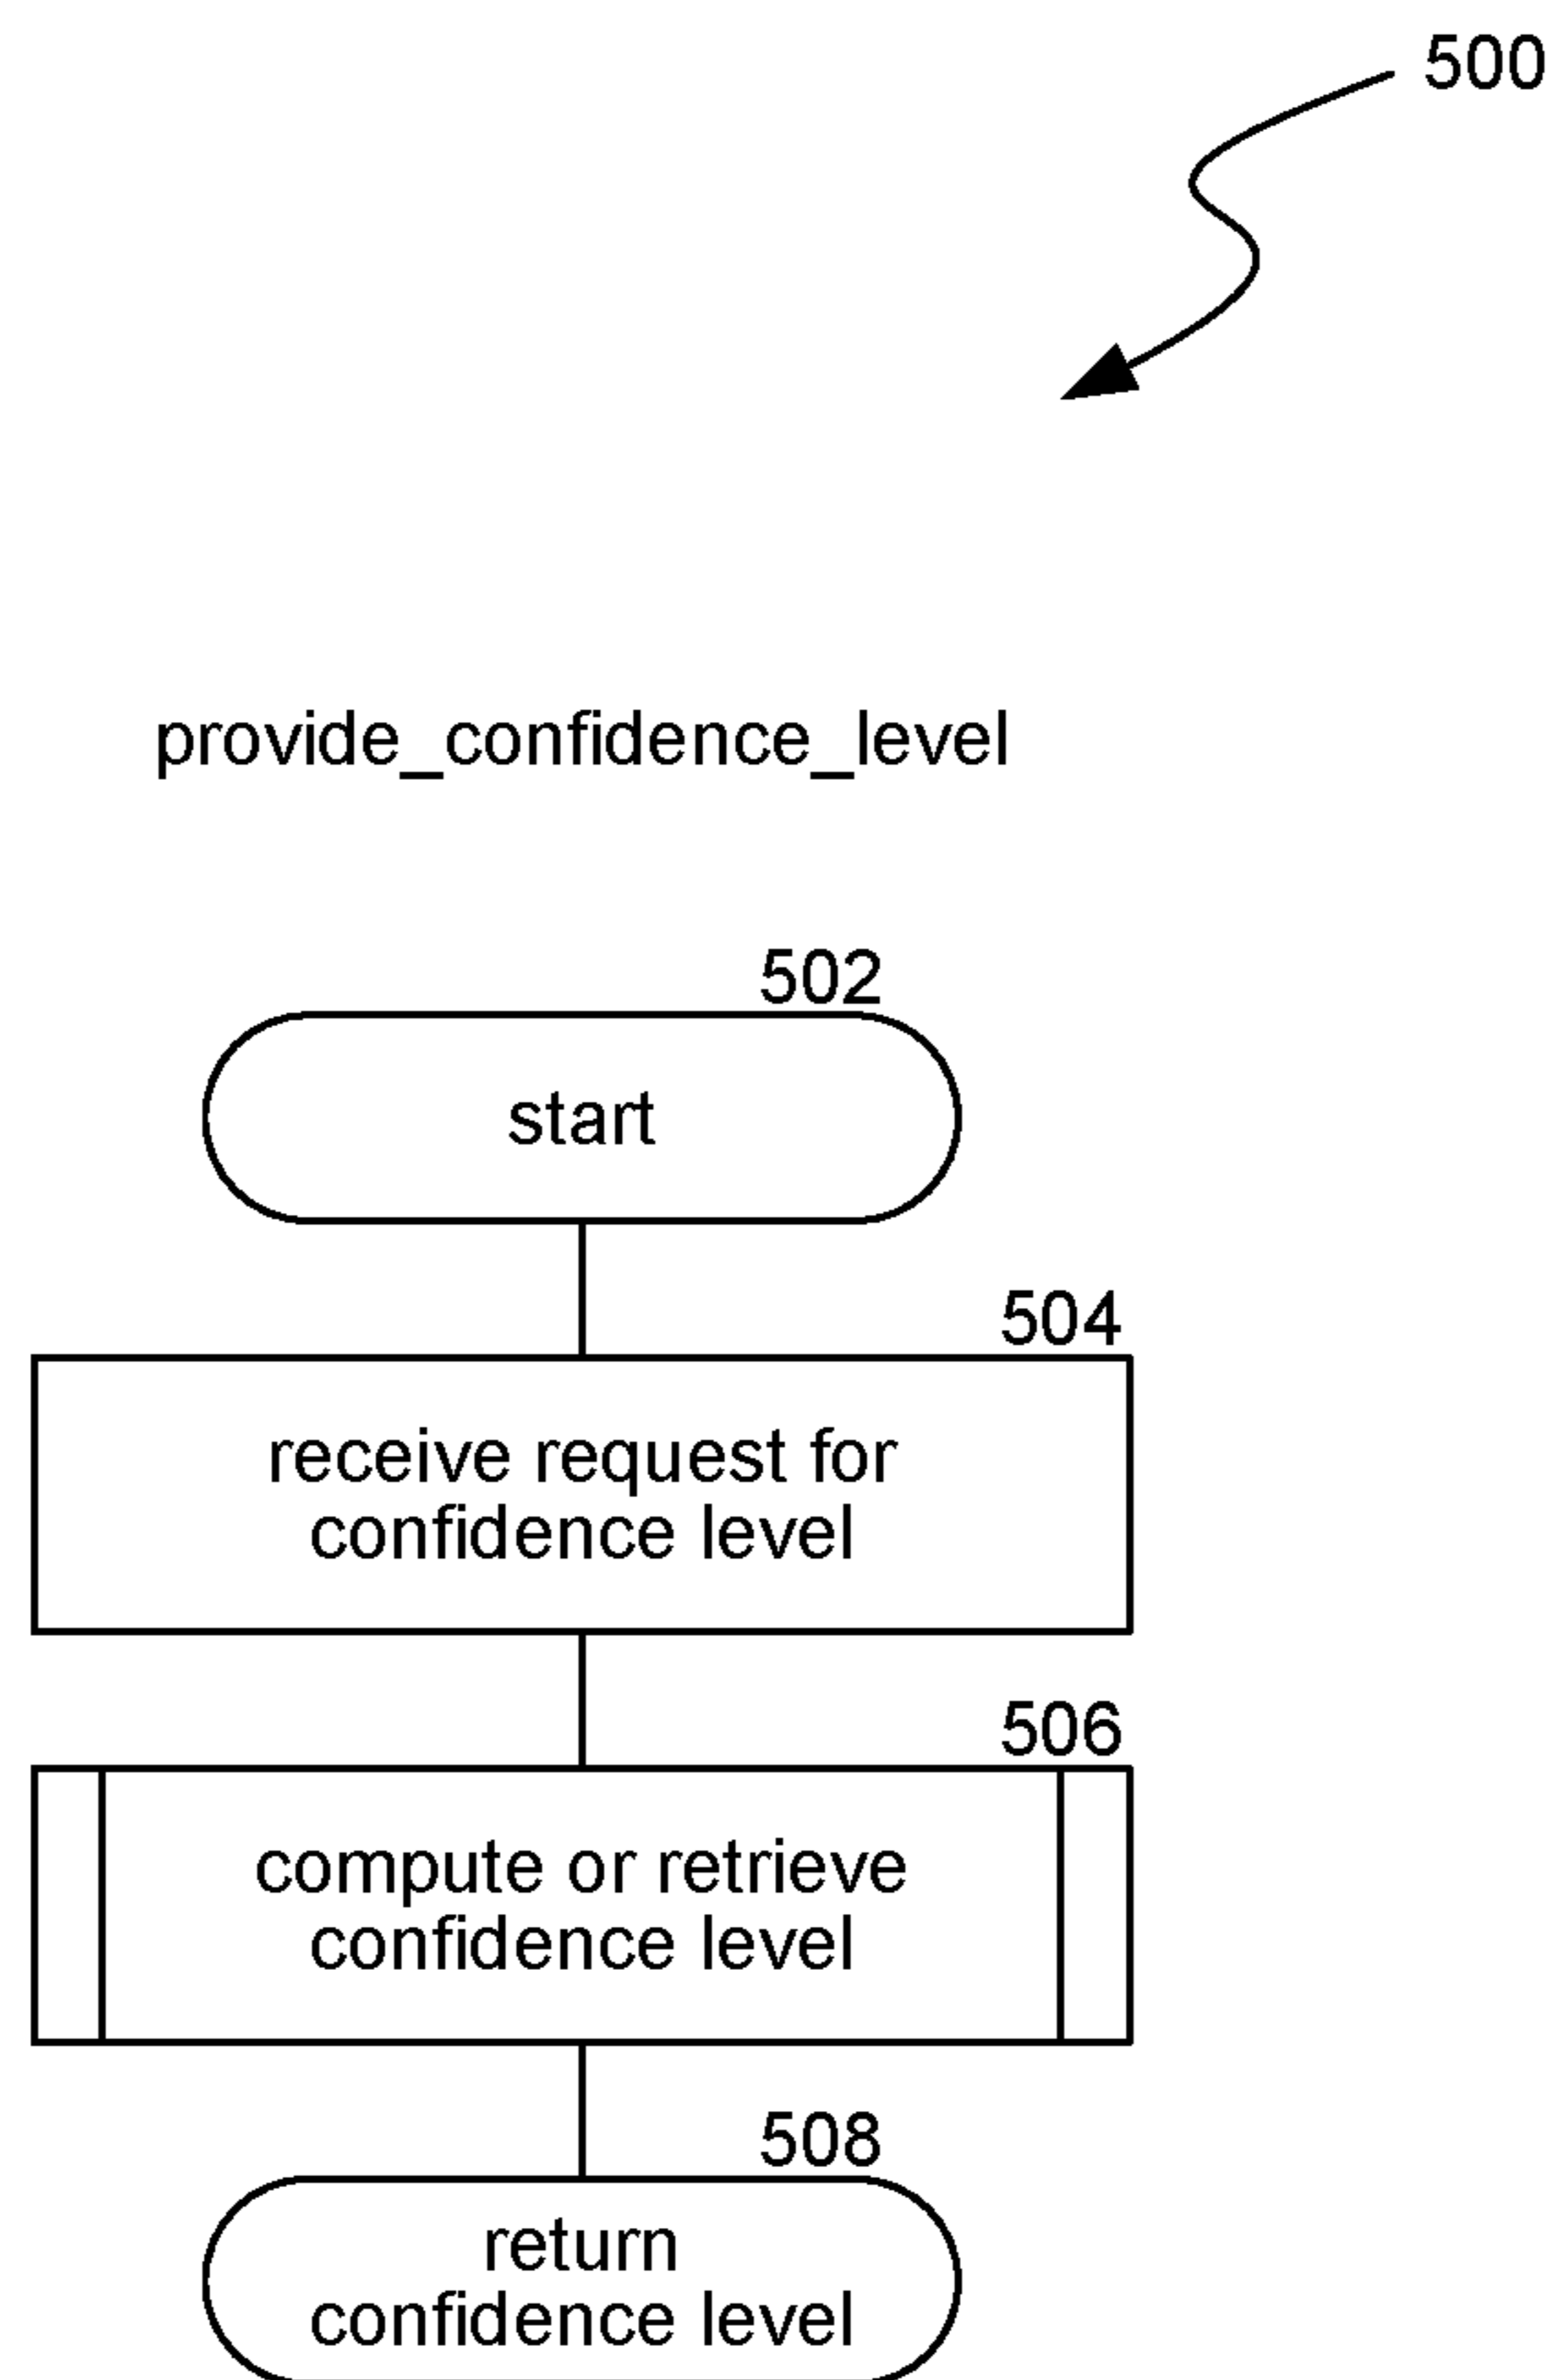 500
provide_confidence_level
502
start
504
receive request for
confidence level
506
compute or retrieve
confidence level
508
return
confidence level